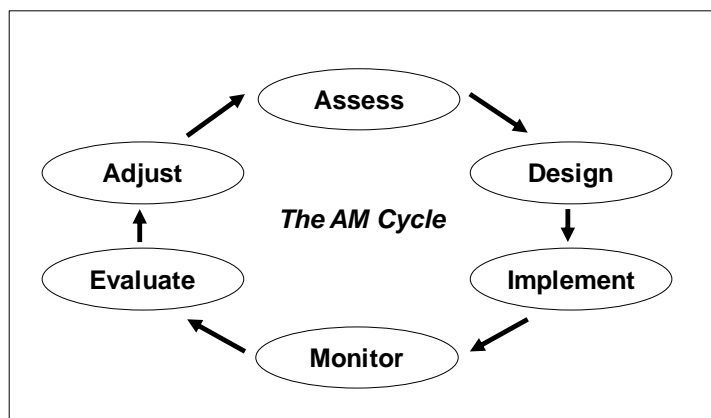 Assess
Adjust
Design
The AM Cycle
Evaluate
Implement
Monitor